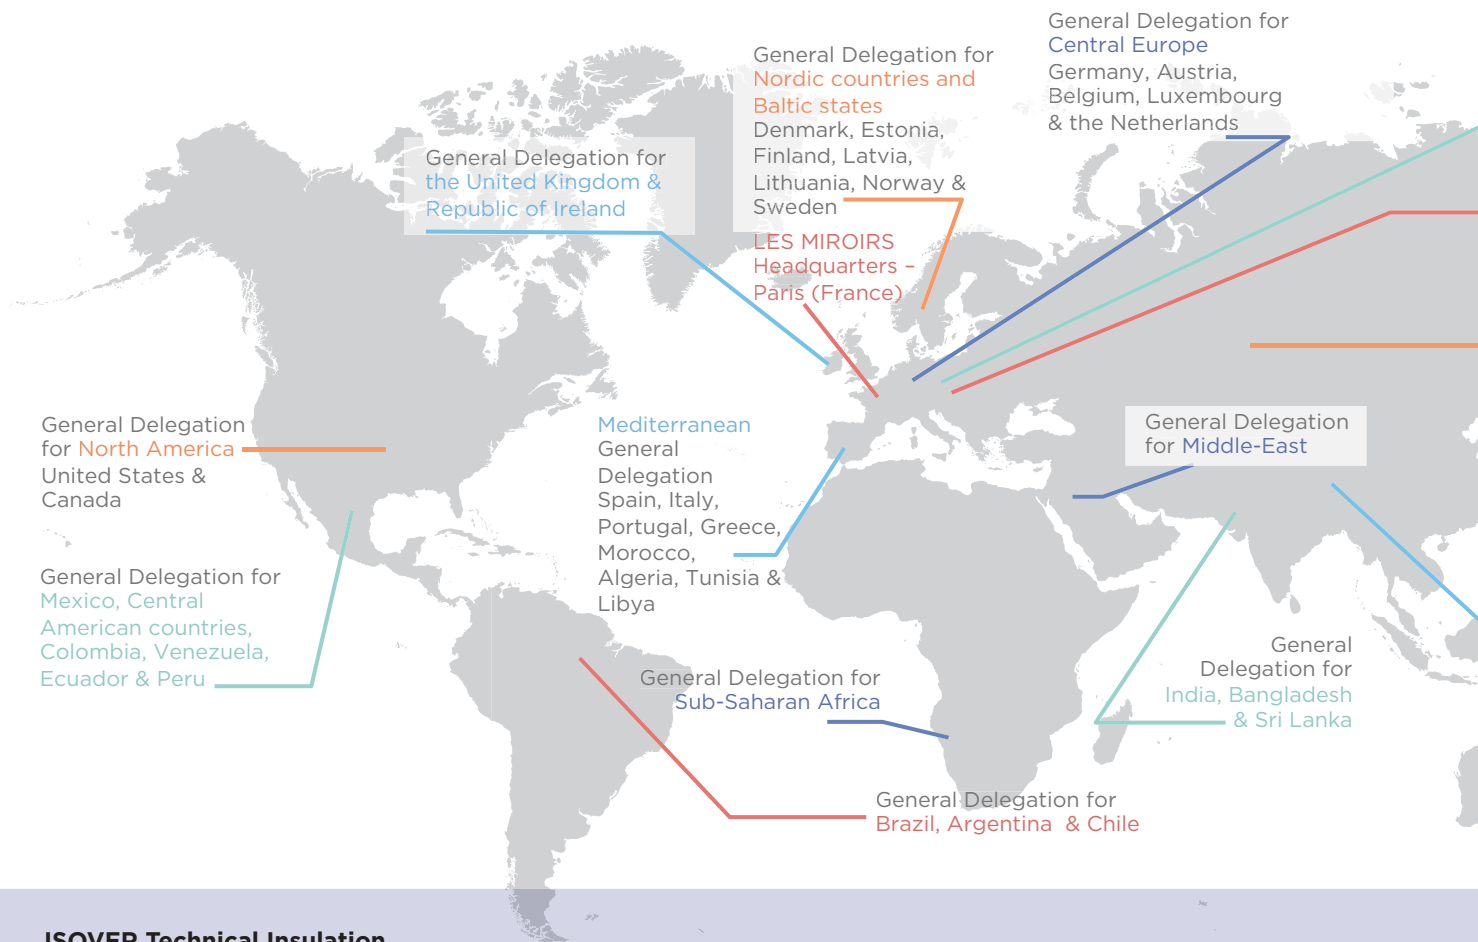 General Delegation for
Central Europe
Germany, Austria,
Belgium, Luxembourg
& the Netherlands
General Delegation for
Nordic countries and
Baltic states
Denmark, Estonia,
Finland, Latvia,
Lithuania, Norway &
Sweden
General Delegation for
the United Kingdom &
Republic of Ireland
LES MIROIRS
Headquarters –
Paris (France)
General Delegation
for North America
United States &
Canada
Mediterranean
General
Delegation
Spain, Italy,
Portugal, Greece,
Morocco,
Algeria, Tunisia &
Libya
General Delegation
for Middle-East
General Delegation for
Mexico, Central
American countries,
Colombia, Venezuela,
Ecuador & Peru
General Delegation for
Sub-Saharan Africa
General
Delegation for
India, Bangladesh
& Sri Lanka
General Delegation for
Brazil, Argentina & Chile
ISOVER Technical Insulation